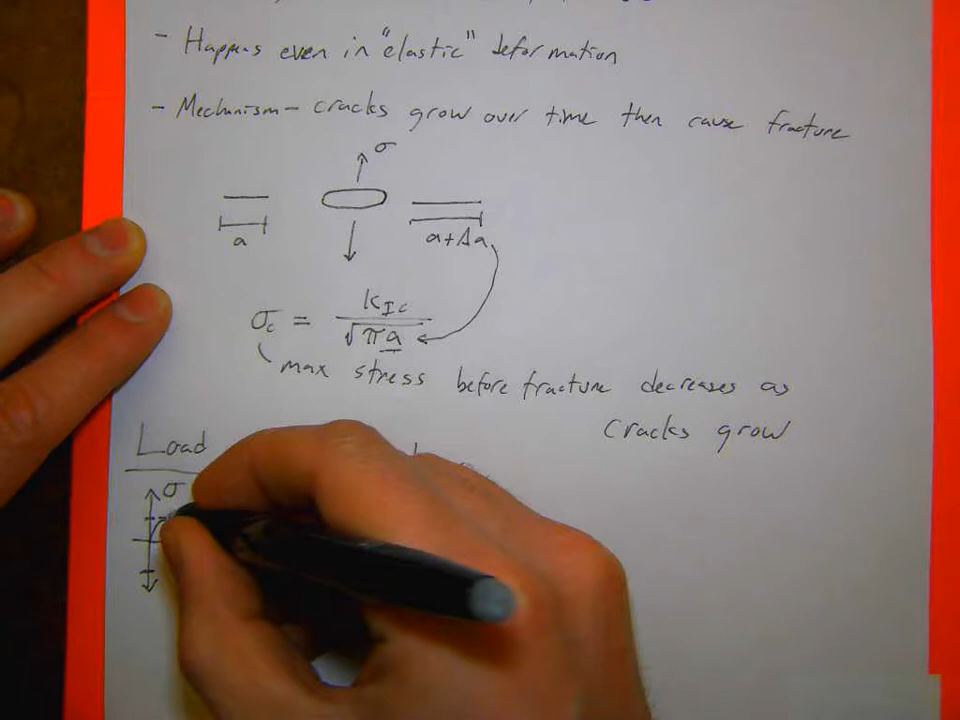 - Happens even in "elastic" deformation
- Mechanism - cracks grow over time then cause fracture
σ
a
a+Δa
σc = KIc / √πa
max stress before fracture decreases as
cracks grow
Load
σ